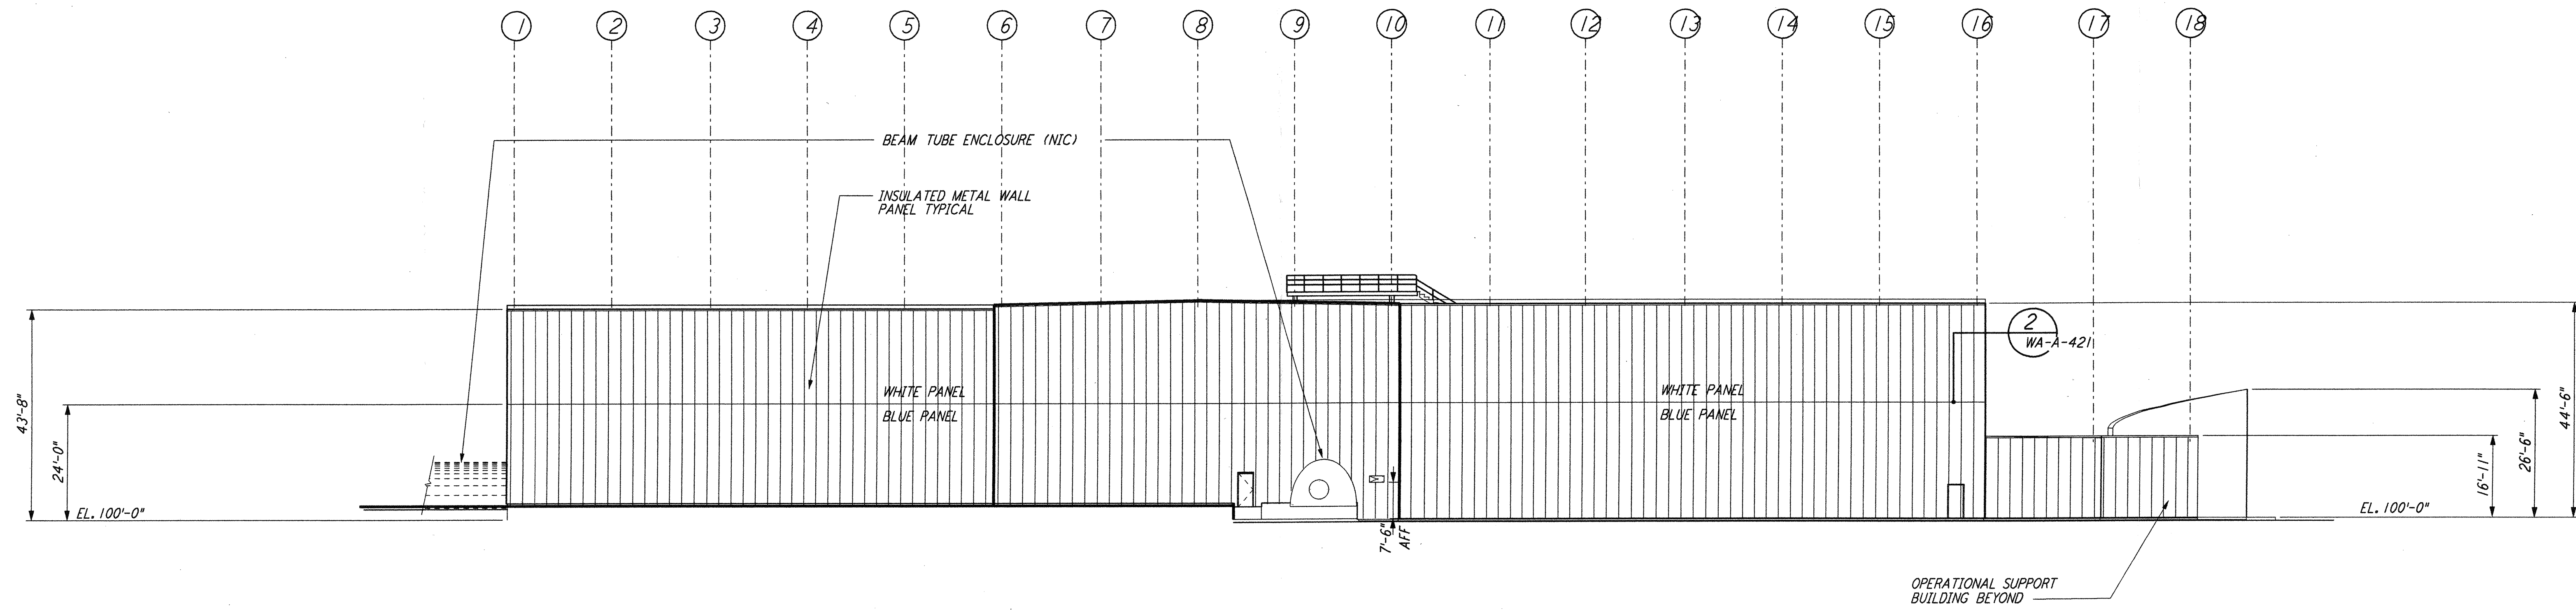 1 2 3 4 5 6 7 8 9 10 11 12 13 14 15 16 17 18
BEAM TUBE ENCLOSURE (NIC)
INSULATED METAL WALL
PANEL TYPICAL
2
WA-A-421
WHITE PANEL
BLUE PANEL
WHITE PANEL
BLUE PANEL
43'-8"
24'-0"
EL. 100'-0"
7'-6"
AFF
16'-11"
26'-6"
44'-6"
EL. 100'-0"
OPERATIONAL SUPPORT
BUILDING BEYOND